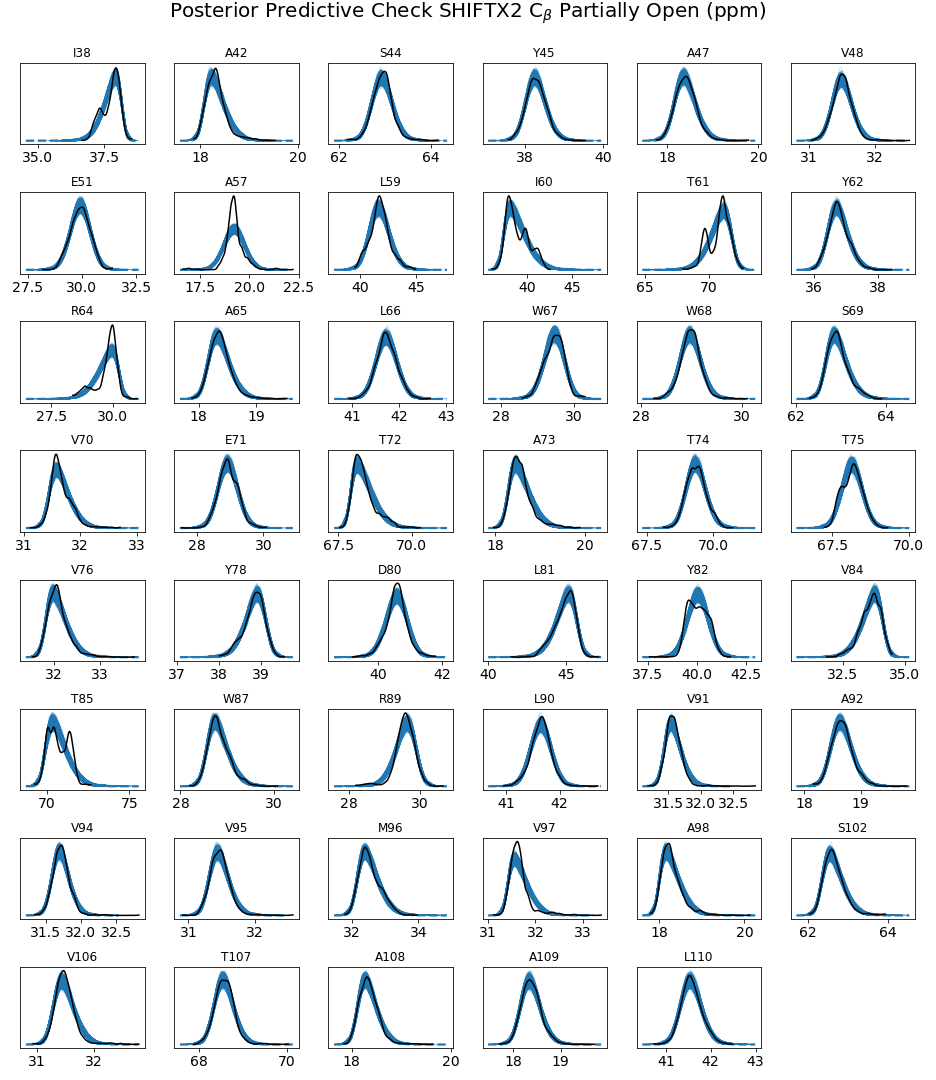 Posterior Predictive Check SHIFTX2 Cβ Partially Open (ppm)
I38 A42 S44 Y45 A47 V48
35.0 37.5 18 20 62 64 38 40 18 20 31 32
E51 A57 L59 I60 T61 Y62
27.5 30.0 32.5 17.5 20.0 22.5 40 45 40 45 65 70 36 38
R64 A65 L66 W67 W68 S69
27.5 30.0 18 19 41 42 43 28 30 28 30 62 64
V70 E71 T72 A73 T74 T75
31 32 33 28 30 67.5 70.0 18 20 67.5 70.0 67.5 70.0
V76 Y78 D80 L81 Y82 V84
32 33 37 38 39 40 42 40 45 37.5 40.0 42.5 32.5 35.0
T85 W87 R89 L90 V91 A92
70 75 28 30 28 30 41 42 31.5 32.0 32.5 18 19
V94 V95 M96 V97 A98 S102
31.5 32.0 32.5 31 32 32 34 31 32 33 18 20 62 64
V106 T107 A108 A109 L110
31 32 68 70 18 20 18 19 41 42 43